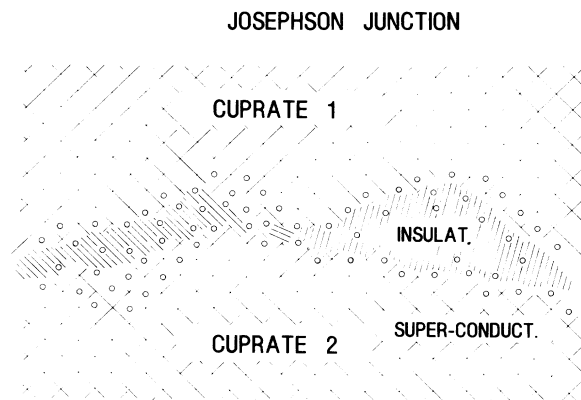 JOSEPHSON JUNCTION
CUPRATE 1
INSULAT.
SUPER-CONDUCT.
CUPRATE 2